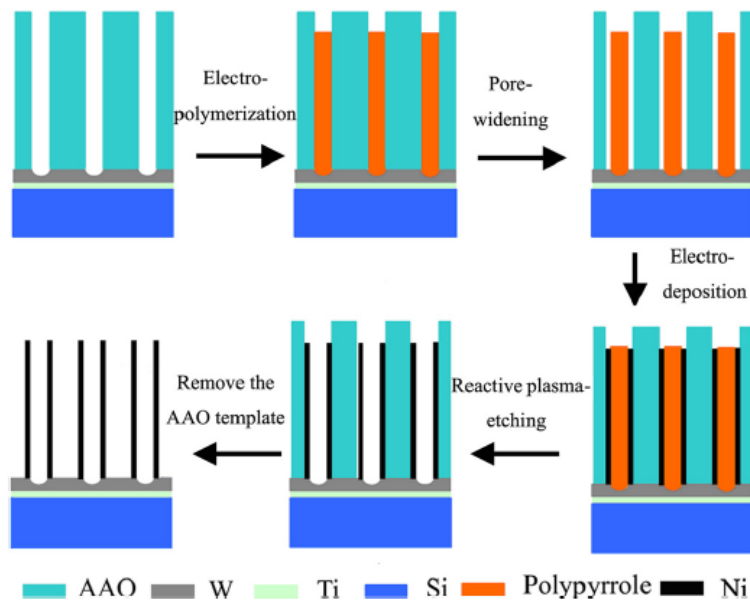 Electro-
polymerization
Pore-
widening
Electro-
deposition
Reactive plasma-
etching
Remove the
AAO template
AAO W Ti Si Polypyrrole Ni